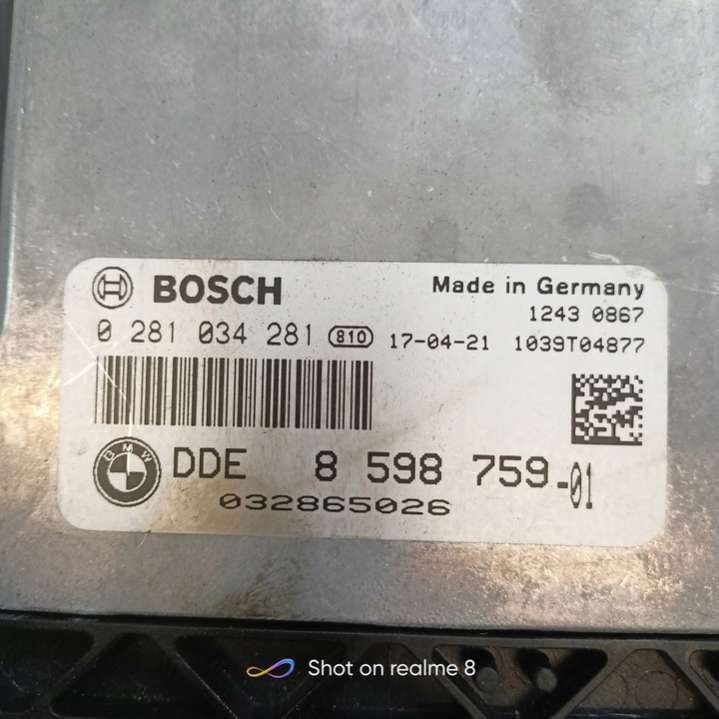 BOSCH
Made in Germany
1243 0867
0 281 034 281 810 17-04-21 1039T04877
BMW
DDE 8 598 759-01
032865026
Shot on realme 8